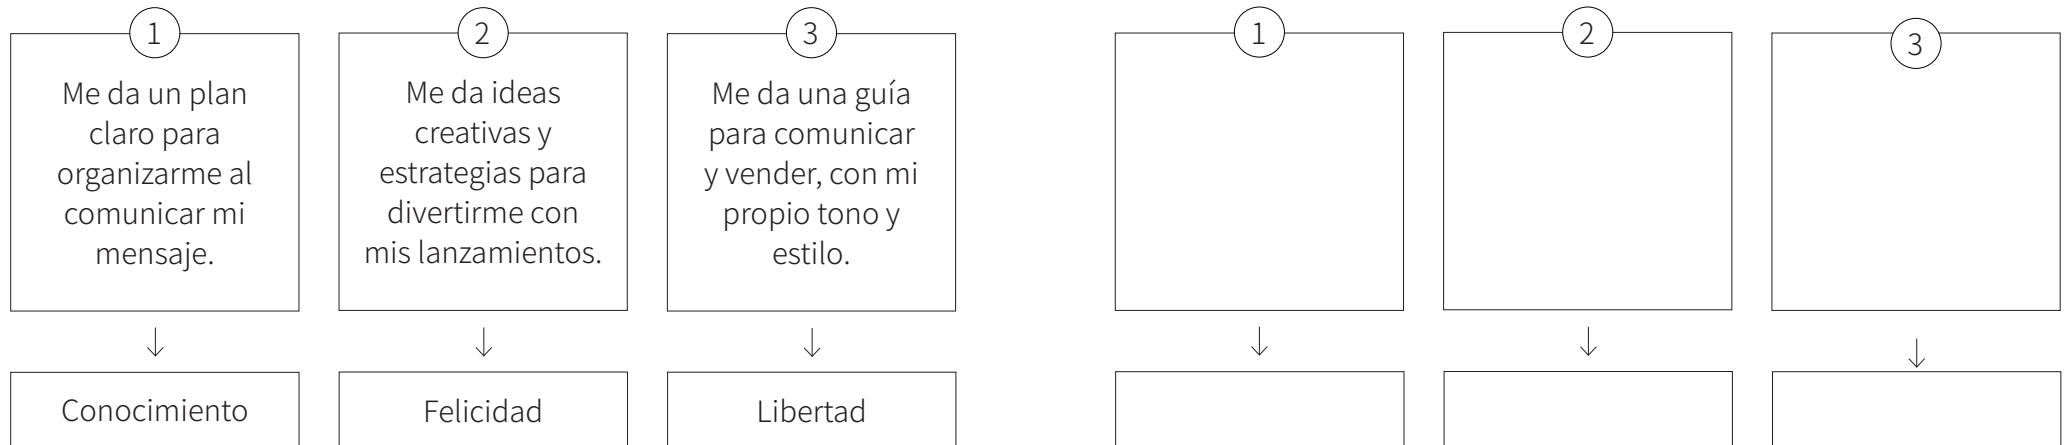 1
Me da un plan
claro para
organizarme al
comunicar mi
mensaje.
Conocimiento
2
Me da ideas
creativas y
estrategias para
divertirme con
mis lanzamientos.
Felicidad
3
Me da una guía
para comunicar
y vender, con mi
propio tono y
estilo.
Libertad
1
2
3